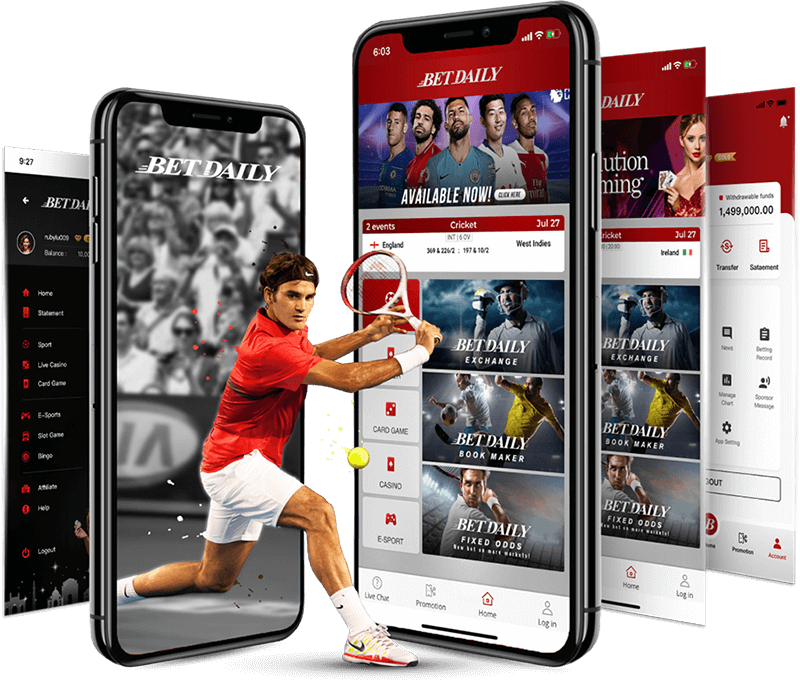 9:27
BET DAILY
rubylu009
Balance : 10,00
Home
Statement
Sport
Live Casino
Card Game
E-Sports
Slot Game
Bingo
Affiliate
Help
Logout
BET DAILY
KIA
6:03
BET DAILY
AVAILABLE NOW!
CLICK HERE
2 events Cricket Jul 27
INT | 6 OV
England 369 & 226/2 : 197 & 10/2 West Indies
BET DAILY
EXCHANGE
BET DAILY
BOOK MAKER
CARD GAME
CASINO
BET DAILY
FIXED ODDS
New bet on more markets!
E-SPORT
Live Chat
Promotion
Home
Log in
DAILY
lution
ming
ricket Jul 27
Ireland
BET DAILY
EXCHANGE
BET DAILY
BOOK MAKER
BET DAILY
FIXED ODDS
New bet on more markets!
Home
Log in
GOLD
Withdrawable funds
1,499,000.00
Transfer
Sataement
News
Betting
Record
Manage
Chart
Sponsor
Message
App Setting
OUT
ome
Promotion
Account